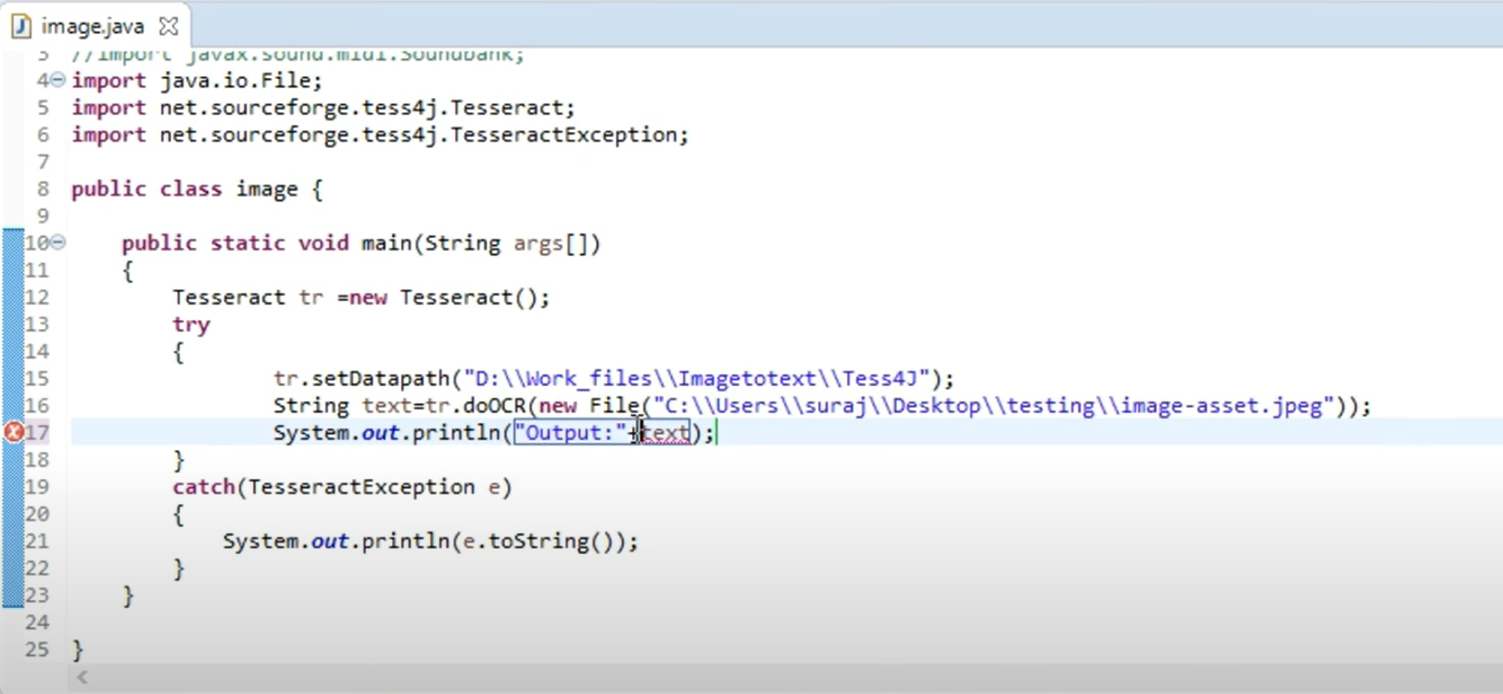 image.java
3 //import javax.sound.midi.Soundbank;
4 import java.io.File;
5 import net.sourceforge.tess4j.Tesseract;
6 import net.sourceforge.tess4j.TesseractException;
7
8 public class image {
9
10     public static void main(String args[])
11     {
12         Tesseract tr =new Tesseract();
13         try
14         {
15                 tr.setDatapath("D:\\Work_files\\Imagetotext\\Tess4J");
16                 String text=tr.doOCR(new File("C:\\Users\\suraj\\Desktop\\testing\\image-asset.jpeg"));
17                 System.out.println("Output:"+text);
18         }
19         catch(TesseractException e)
20         {
21             System.out.println(e.toString());
22         }
23     }
24
25 }